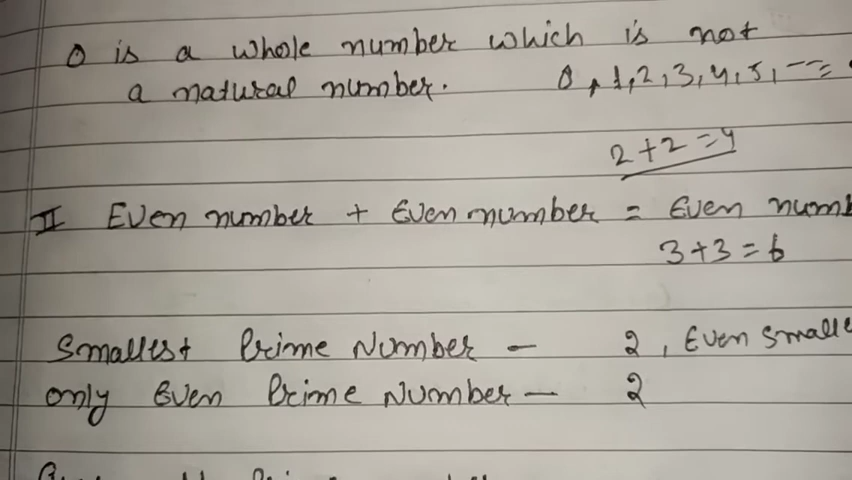 0 is a whole number which is not
a natural number. 0, 1, 2, 3, 4, 5, ---
2+2=4
II Even number + Even number = Even numb
3+3=6
Smallest Prime Number - 2, Even Smalle
only Even Prime Number - 2